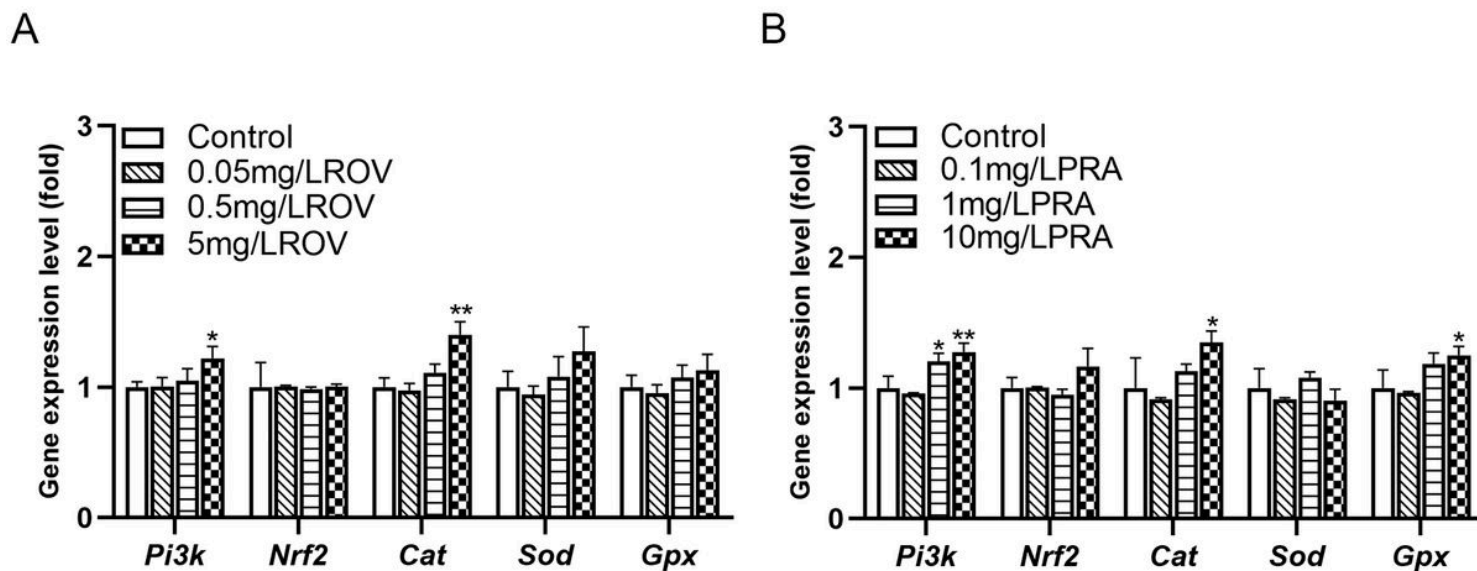 A
Gene expression level (fold)
3
2
1
0
Control
0.05mg/LROV
0.5mg/LROV
5mg/LROV
*
**
Pi3k Nrf2 Cat Sod Gpx
B
Gene expression level (fold)
3
2
1
0
Control
0.1mg/LPRA
1mg/LPRA
10mg/LPRA
* ** * *
Pi3k Nrf2 Cat Sod Gpx